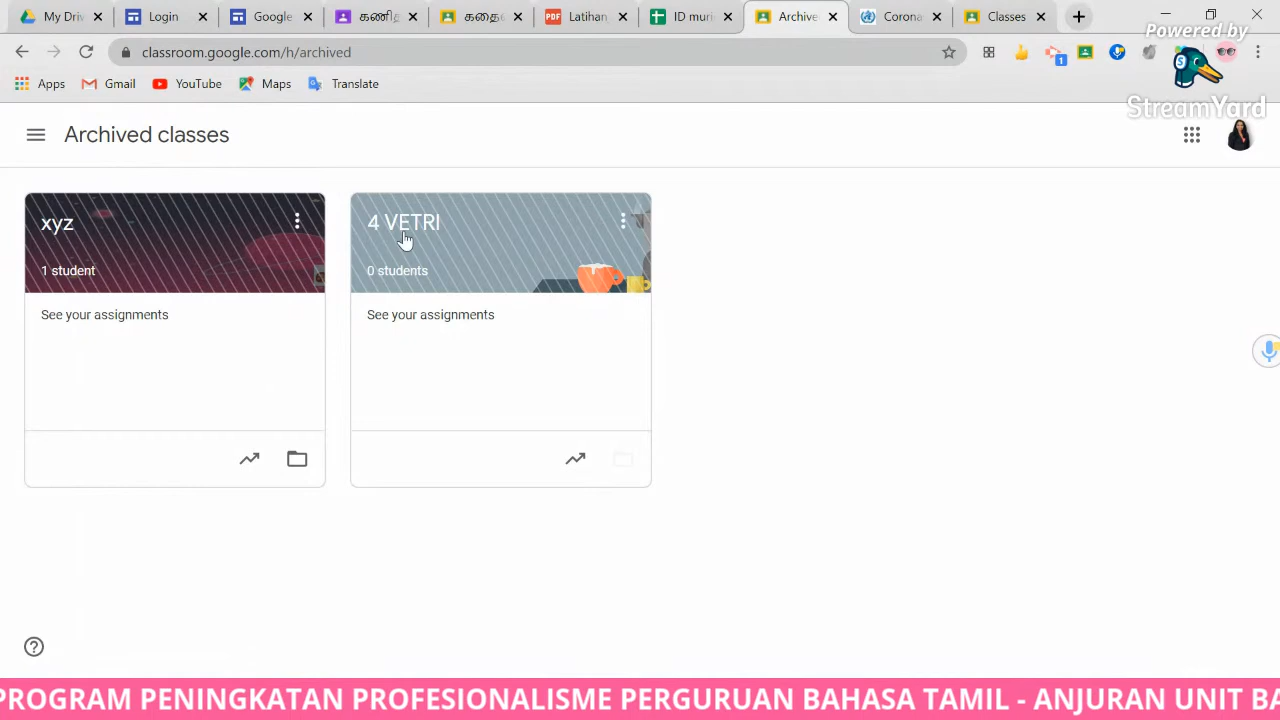 My Driv
Login
Google
கணித
கதை
PDF
Latihan
ID muri
Archive
Corona
Classes
Powered by
classroom.google.com/h/archived
1
S
StreamYard
Apps
Gmail
YouTube
Maps
Translate
Archived classes
xyz
1 student
See your assignments
4 VETRI
0 students
See your assignments
PROGRAM PENINGKATAN PROFESIONALISME PERGURUAN BAHASA TAMIL - ANJURAN UNIT BA